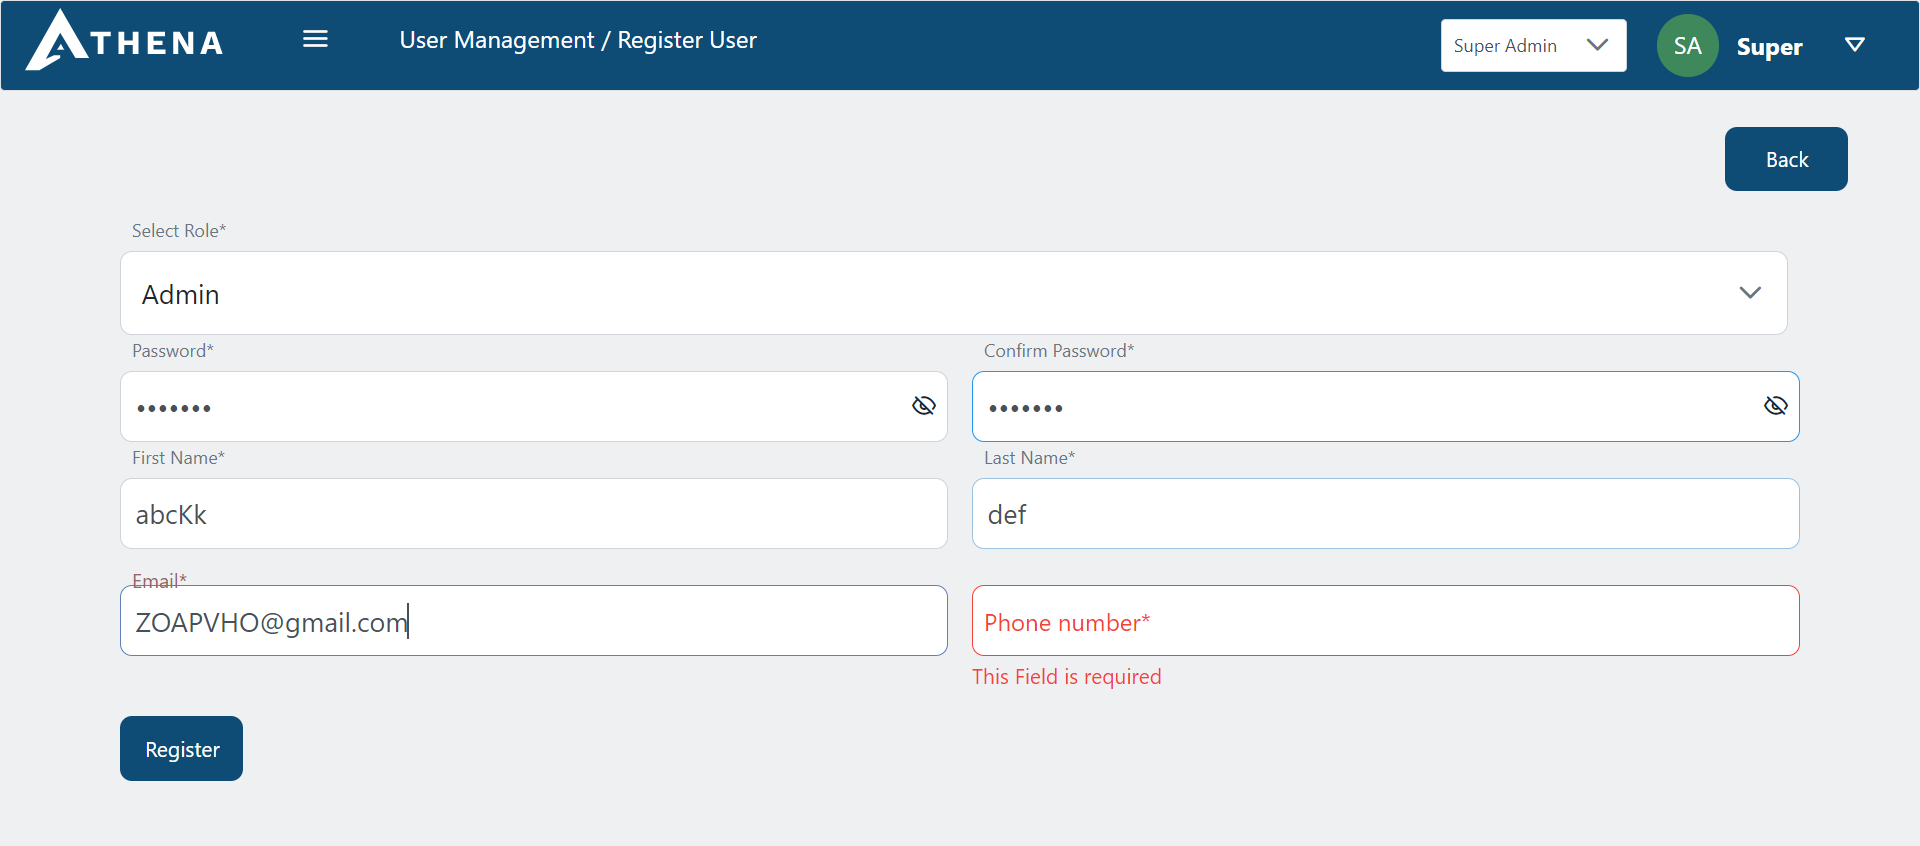 ATHENA
User Management / Register User
Super Admin
SA
Super
Back
Select Role*
Admin
Password*
Confirm Password*
•••••••
•••••••
First Name*
Last Name*
abcKk
def
Email*
ZOAPVHO@gmail.com
Phone number*
This Field is required
Register